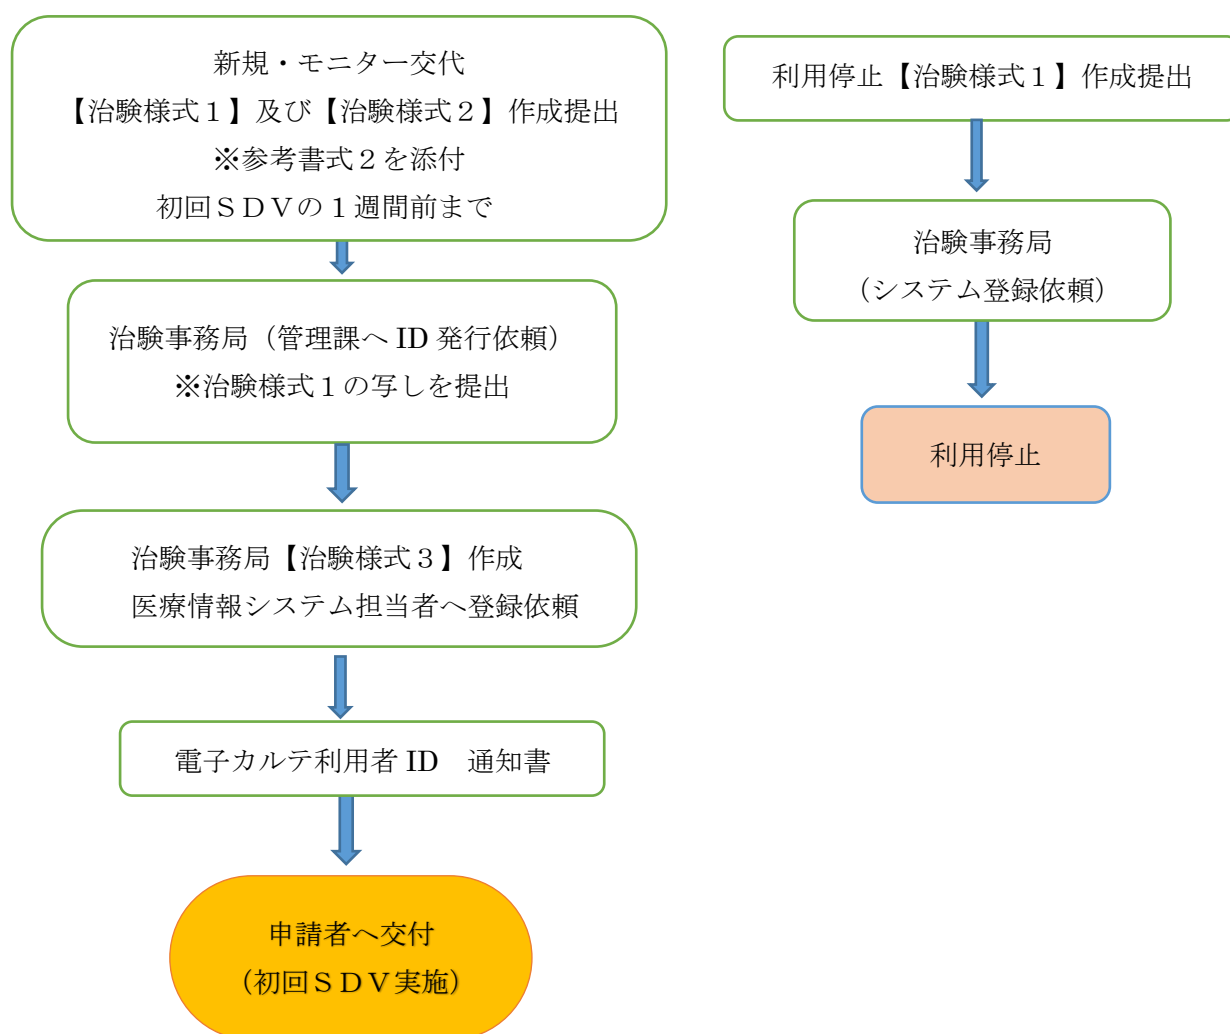 新規・モニター交代
【治験様式１】及び【治験様式２】作成提出
※参考書式２を添付
初回ＳＤＶの１週間前まで
治験事務局（管理課へ ID 発行依頼）
※治験様式１の写しを提出
治験事務局【治験様式３】作成
医療情報システム担当者へ登録依頼
電子カルテ利用者 ID　通知書
申請者へ交付
（初回ＳＤＶ実施）
利用停止【治験様式１】作成提出
治験事務局
（システム登録依頼）
利用停止